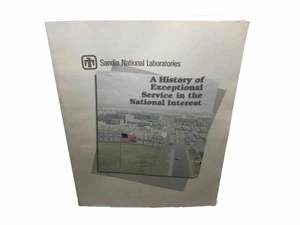 Sandia National Laboratories
A History of
Exceptional
Service in the
National Interest